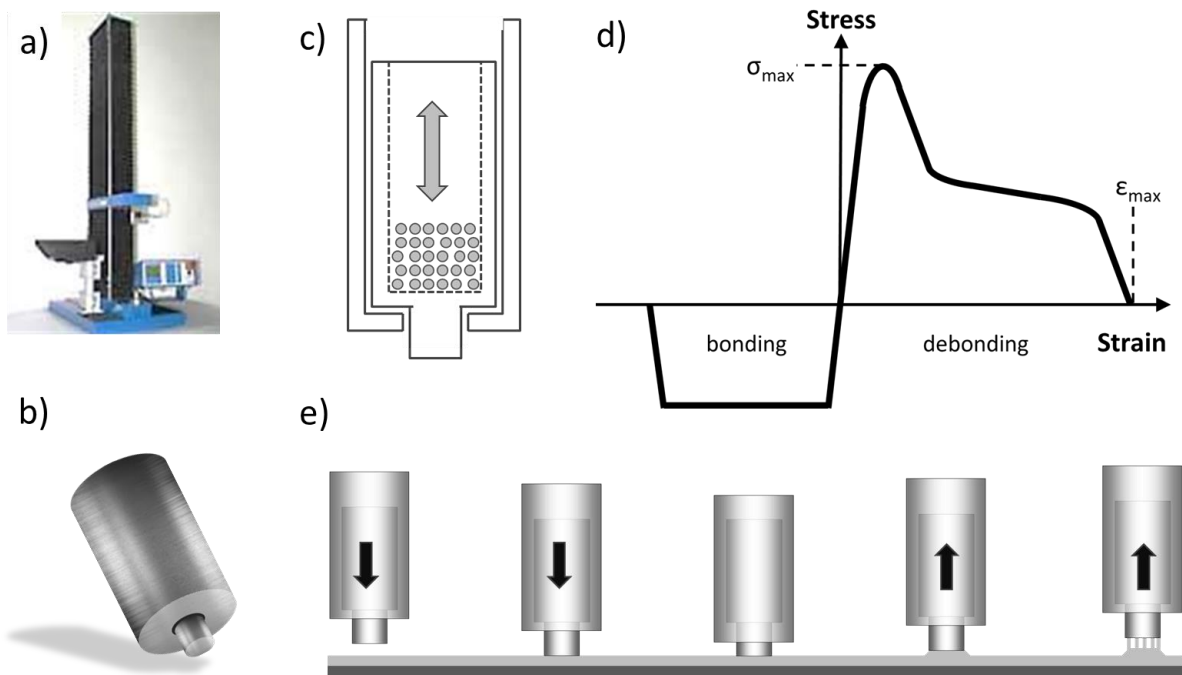 a)
c)
d)
Stress
σmax
εmax
bonding
debonding
Strain
b)
e)